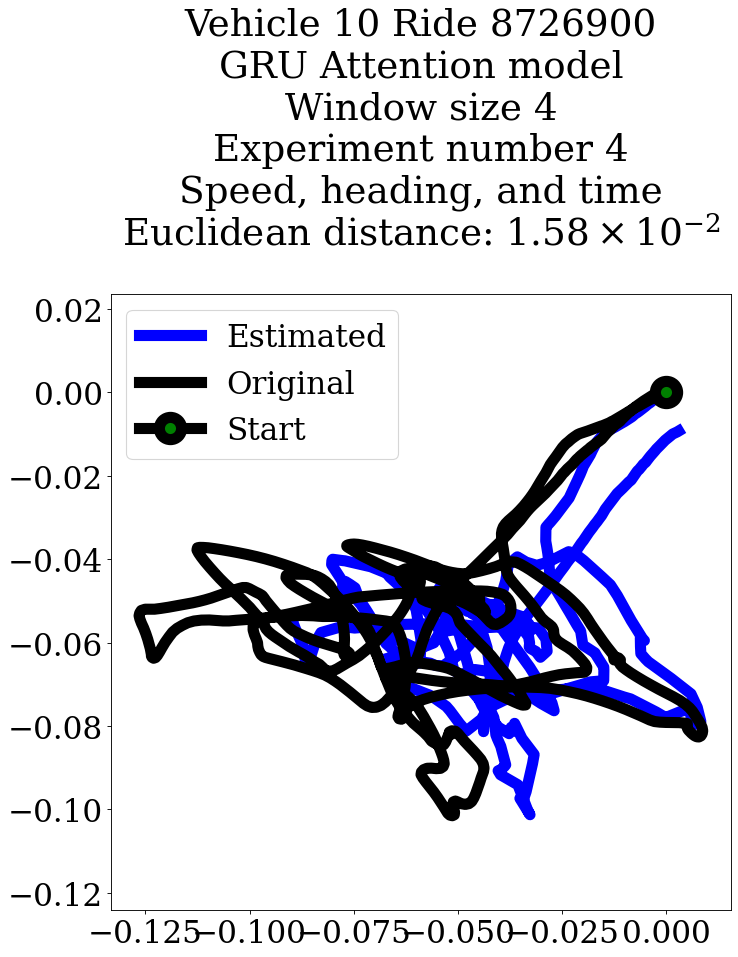 Vehicle 10 Ride 8726900
GRU Attention model
Window size 4
Experiment number 4
Speed, heading, and time
Euclidean distance: 1.58 × 10⁻²
0.02
Estimated
0.00
Original
Start
−0.02
−0.04
−0.06
−0.08
−0.10
−0.12
−0.125 −0.100 −0.075 −0.050 −0.025 0.000